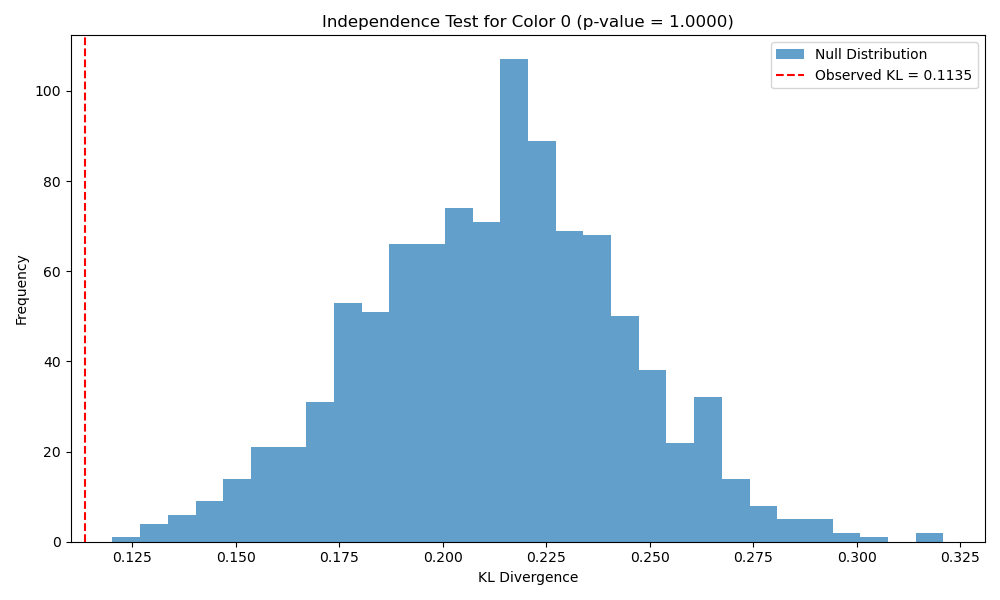 Independence Test for Color 0 (p-value = 1.0000)
Null Distribution
Observed KL = 0.1135
Frequency
100
80
60
40
20
0
0.125 0.150 0.175 0.200 0.225 0.250 0.275 0.300 0.325
KL Divergence